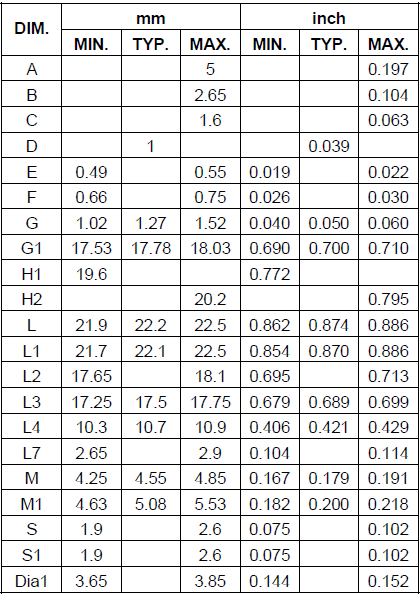 DIM. mm inch
MIN. TYP. MAX. MIN. TYP. MAX.
A 5 0.197
B 2.65 0.104
C 1.6 0.063
D 1 0.039
E 0.49 0.55 0.019 0.022
F 0.66 0.75 0.026 0.030
G 1.02 1.27 1.52 0.040 0.050 0.060
G1 17.53 17.78 18.03 0.690 0.700 0.710
H1 19.6 0.772
H2 20.2 0.795
L 21.9 22.2 22.5 0.862 0.874 0.886
L1 21.7 22.1 22.5 0.854 0.870 0.886
L2 17.65 18.1 0.695 0.713
L3 17.25 17.5 17.75 0.679 0.689 0.699
L4 10.3 10.7 10.9 0.406 0.421 0.429
L7 2.65 2.9 0.104 0.114
M 4.25 4.55 4.85 0.167 0.179 0.191
M1 4.63 5.08 5.53 0.182 0.200 0.218
S 1.9 2.6 0.075 0.102
S1 1.9 2.6 0.075 0.102
Dia1 3.65 3.85 0.144 0.152